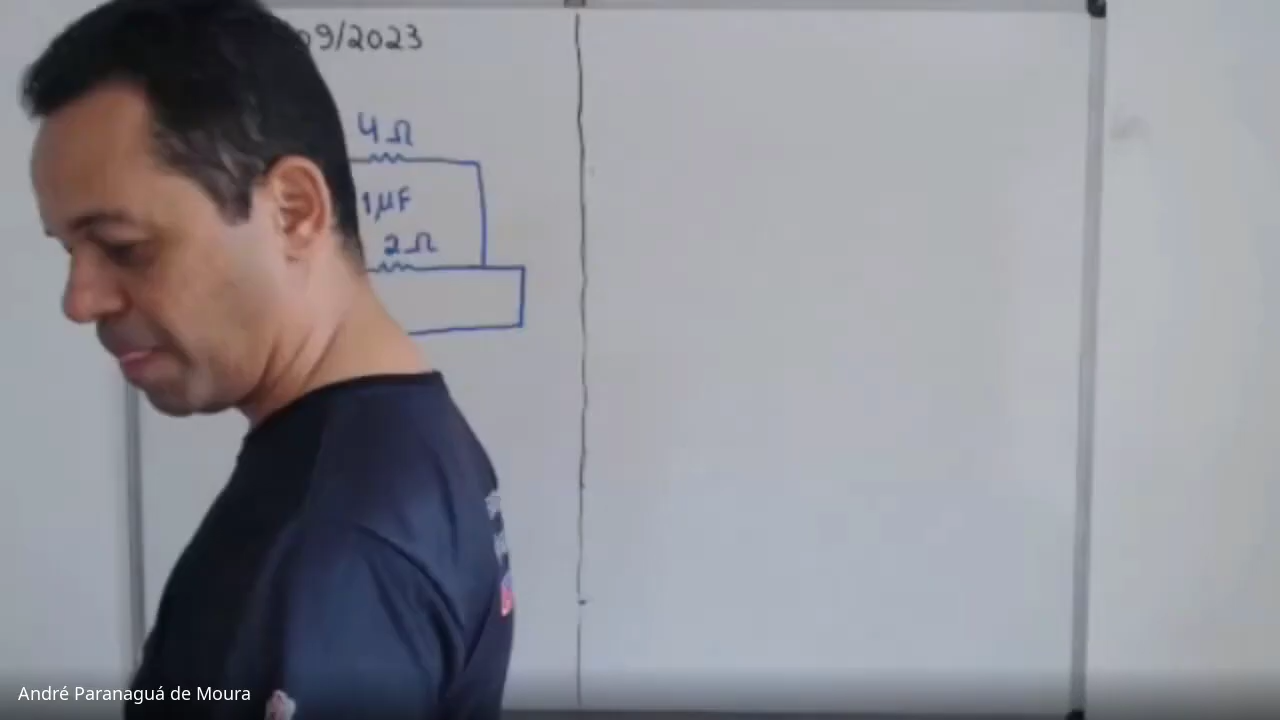 09/2023
4 Ω
1μF
2 Ω
André Paranaguá de Moura